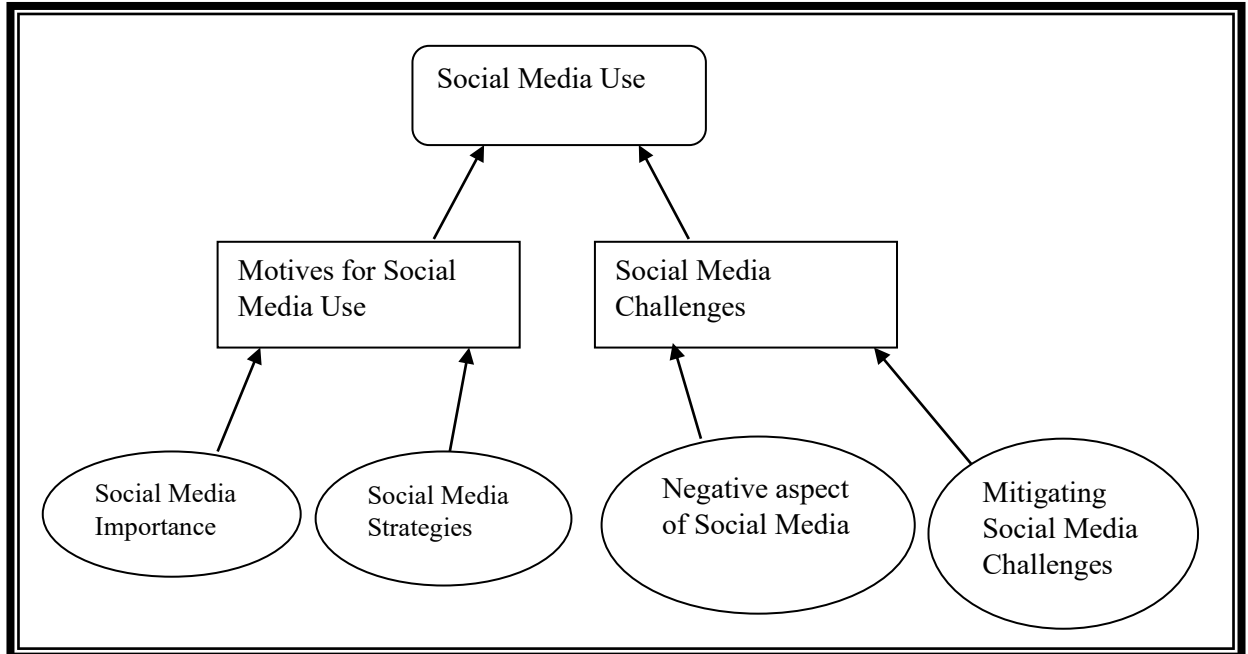 Social Media Use
Motives for Social
Media Use
Social Media
Challenges
Social Media
Importance
Social Media
Strategies
Negative aspect
of Social Media
Mitigating
Social Media
Challenges